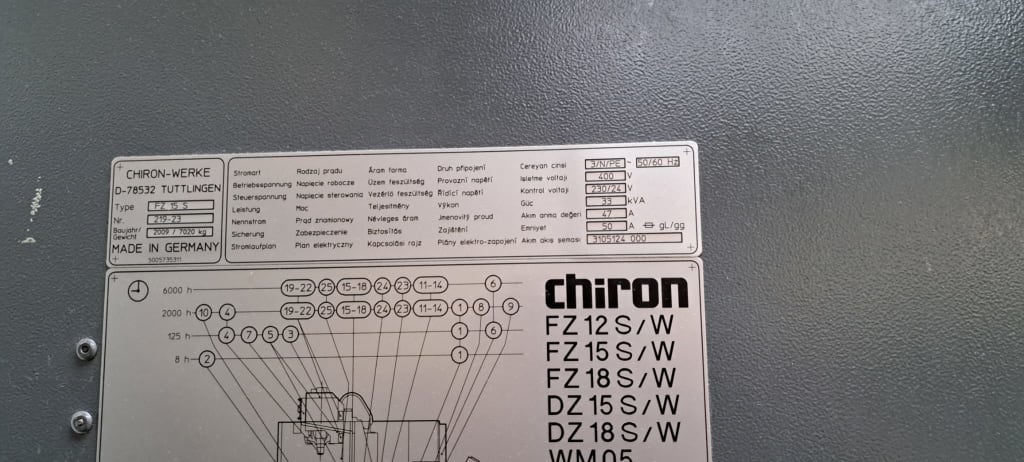 CHIRON-WERKE
D-78532 TUTTLINGEN
Type FZ 15 S
Nr. 219-23
Baujahr/ Gewicht 2009 / 7020 kg
MADE IN GERMANY
3005735311
Stromart Rodzaj prądu Áram forma Druh připojení Cereyan cinsi 3/N/PE ~ 50/60 Hz
Betriebsspannung Napięcie robocze Üzem feszültség Provozní napětí Isletme voltajı 400 V
Steuerspannung Napięcie sterowania Vezérlő feszültség Řídící napětí Kontrol voltajı 230/24 V
Leistung Moc Teljesítmény Výkon Güc 33 kVA
Nennstrom Prąd znamionowy Névleges áram Jmenovitý proud Akım anma değeri 47 A
Sicherung Zabezpieczenie Biztosítás Zajištění Emniyet 50 A gL/gg
Stromlaufplan Plan elektryczny Kapcsolási rajz Plány elektro-zapojení Akım akış şeması 3105124 000
6000 h 19-22 25 15-18 24 23 11-14 6
2000 h 10 4 19-22 25 15-18 24 23 11-14 1 8 9
125 h 4 7 5 3 1 6
8 h 2 1
chiron
FZ 12 S/W
FZ 15 S/W
FZ 18 S/W
DZ 15 S/W
DZ 18 S/W
WM 05